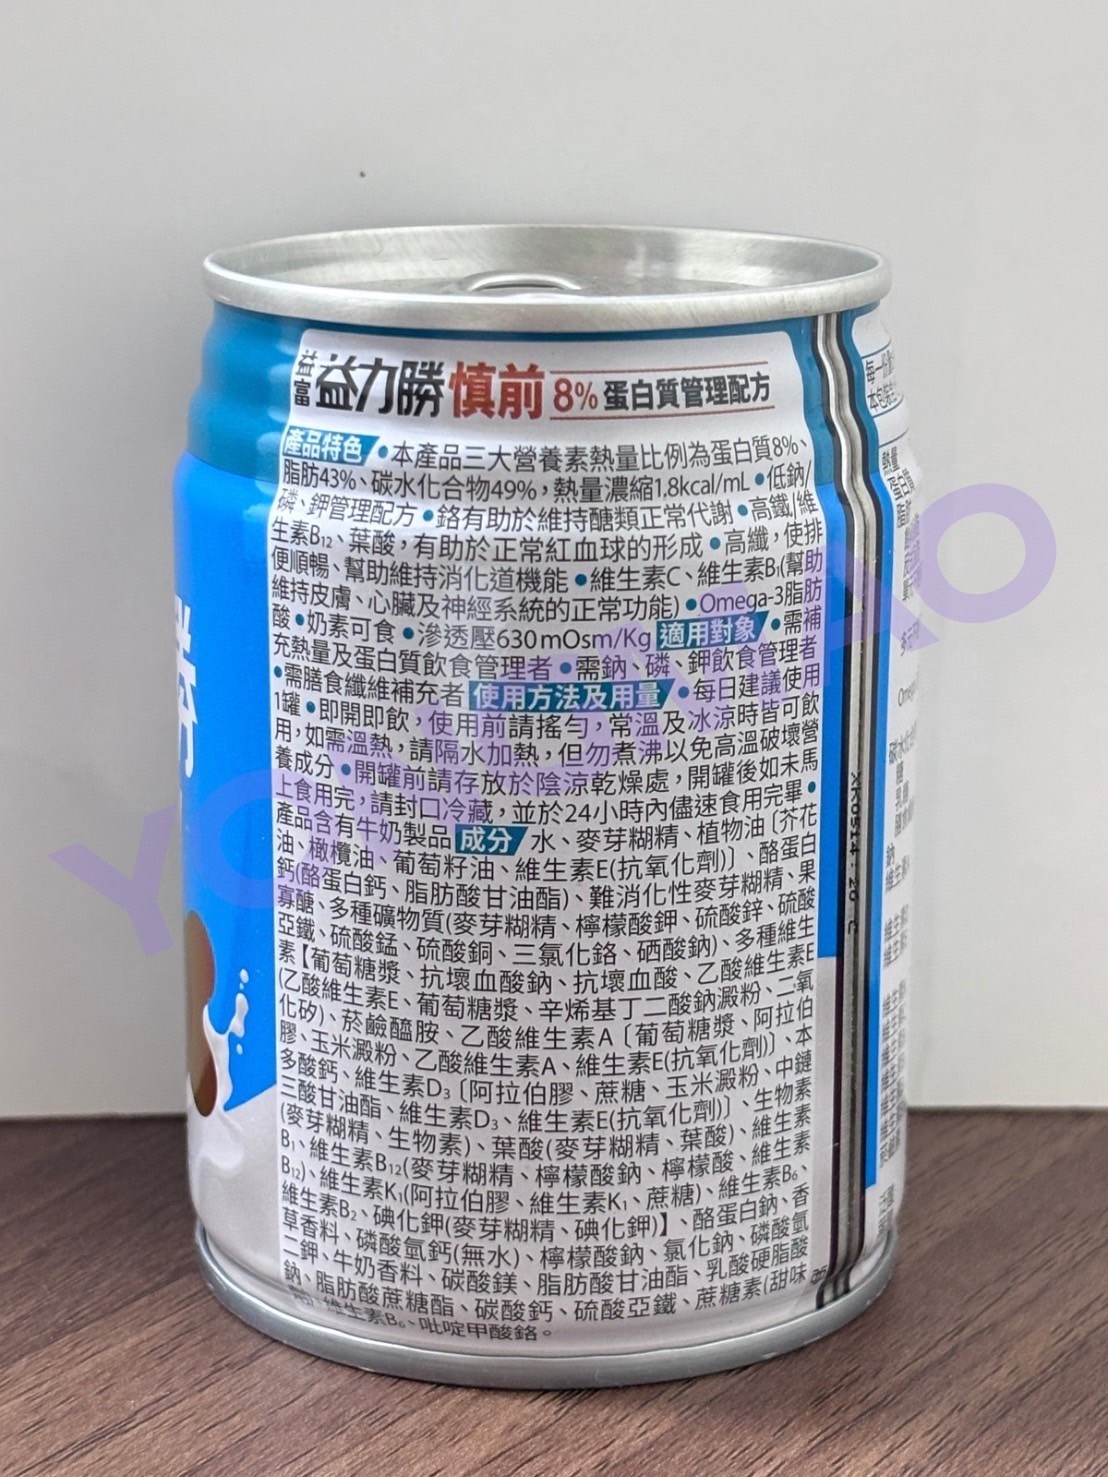 益富 益力勝 慎前 8% 蛋白質管理配方
產品特色 •本產品三大營養素熱量比例為蛋白質8%、
脂肪43%、碳水化合物49%，熱量濃縮1.8kcal/mL •低鈉/
磷、鉀管理配方 •鉻有助於維持醣類正常代謝 •高鐵/維
生素B12、葉酸，有助於正常紅血球的形成 •高纖，使排
便順暢、幫助維持消化道機能 •維生素C、維生素B1(幫助
維持皮膚、心臟及神經系統的正常功能) •Omega-3脂肪
酸 •奶素可食 •滲透壓630mOsm/Kg 適用對象 •需補
充熱量及蛋白質飲食管理者 •需鈉、磷、鉀飲食管理者
•需膳食纖維補充者 使用方法及用量 •每日建議使用
1罐 •即開即飲，使用前請搖勻，常溫及冰涼時皆可飲
用，如需溫熱，請隔水加熱，但勿煮沸以免高溫破壞營
養成分 •開罐前請存放於陰涼乾燥處，開罐後如未馬
上食用完，請封口冷藏，並於24小時內儘速食用完畢 •
產品含有牛奶製品 成分 水、麥芽糊精、植物油〔芥花
油、橄欖油、葡萄籽油、維生素E(抗氧化劑)〕、酪蛋白
鈣(酪蛋白鈣、脂肪酸甘油酯)、難消化性麥芽糊精、果
寡醣、多種礦物質(麥芽糊精、檸檬酸鉀、硫酸鋅、硫酸
亞鐵、硫酸錳、硫酸銅、三氯化鉻、硒酸鈉)、多種維生
素【葡萄糖漿、抗壞血酸鈉、抗壞血酸、乙酸維生素E
(乙酸維生素E、葡萄糖漿、辛烯基丁二酸鈉澱粉、二氧
化矽)、菸鹼醯胺、乙酸維生素A〔葡萄糖漿、阿拉伯
膠、玉米澱粉、乙酸維生素A、維生素E(抗氧化劑)〕、本
多酸鈣、維生素D3〔阿拉伯膠、蔗糖、玉米澱粉、中鏈
三酸甘油酯、維生素D3、維生素E(抗氧化劑)〕、生物素
(麥芽糊精、生物素)、葉酸(麥芽糊精、葉酸)、維生素
B1、維生素B12(麥芽糊精、檸檬酸鈉、檸檬酸、維生素
B12)、維生素K1(阿拉伯膠、維生素K1、蔗糖)、維生素B6、
維生素B2、碘化鉀(麥芽糊精、碘化鉀)】、酪蛋白鈉、香
草香料、磷酸氫鈣(無水)、檸檬酸鈉、氯化鈉、磷酸氫
二鉀、牛奶香料、碳酸鎂、脂肪酸甘油酯、乳酸硬脂酸
鈉、脂肪酸蔗糖酯、碳酸鈣、硫酸亞鐵、蔗糖素(甜味
劑)、維生素B6、吡啶甲酸鉻。
勝
熱量
蛋白質
脂肪
鈉